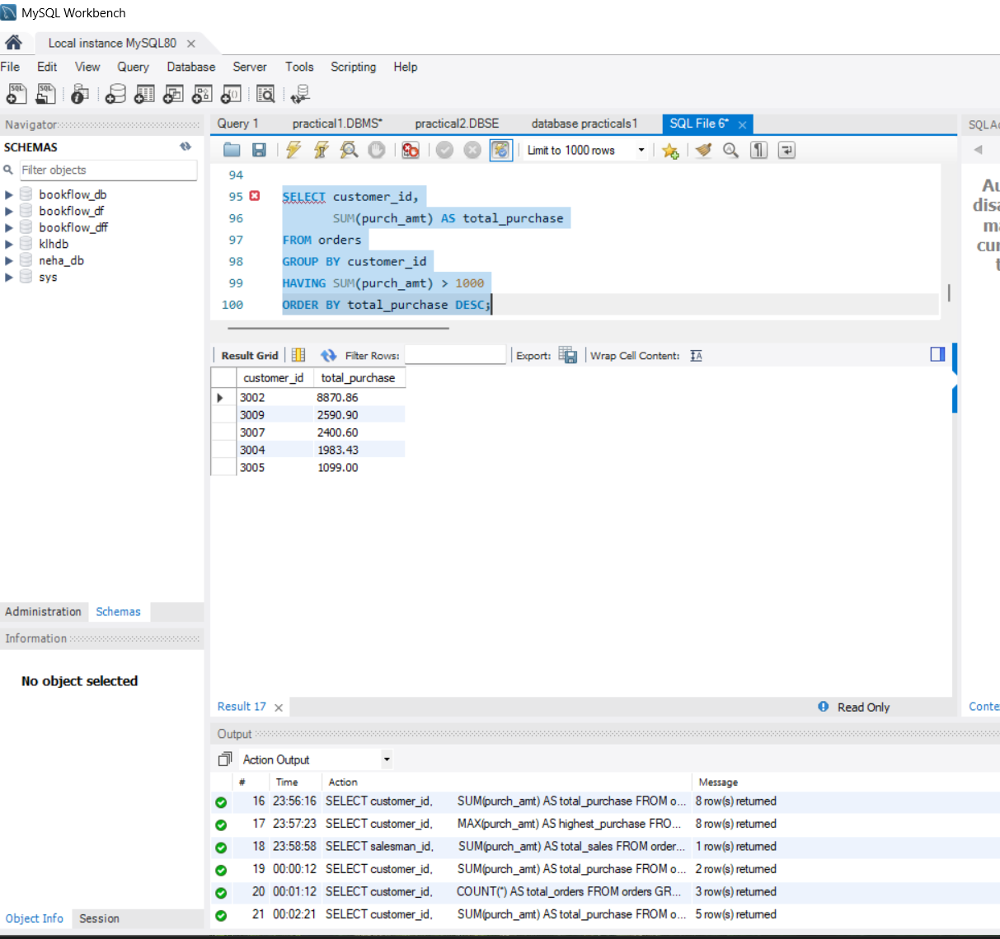 MySQL Workbench
Local instance MySQL80
File Edit View Query Database Server Tools Scripting Help
Navigator
SCHEMAS
Filter objects
bookflow_db
bookflow_df
bookflow_dff
klhdb
neha_db
sys
Administration Schemas
Information
No object selected
Object Info Session
Query 1 practical1.DBMS* practical2.DBSE database practicals1 SQL File 6*
Limit to 1000 rows
94
95 SELECT customer_id,
96 SUM(purch_amt) AS total_purchase
97 FROM orders
98 GROUP BY customer_id
99 HAVING SUM(purch_amt) > 1000
100 ORDER BY total_purchase DESC;
Result Grid Filter Rows: Export: Wrap Cell Content:
customer_id total_purchase
3002 8870.86
3009 2590.90
3007 2400.60
3004 1983.43
3005 1099.00
Result 17 Read Only
Output
Action Output
# Time Action Message
16 23:56:16 SELECT customer_id, SUM(purch_amt) AS total_purchase FROM o... 8 row(s) returned
17 23:57:23 SELECT customer_id, MAX(purch_amt) AS highest_purchase FRO... 8 row(s) returned
18 23:58:58 SELECT salesman_id, SUM(purch_amt) AS total_sales FROM order... 1 row(s) returned
19 00:00:12 SELECT customer_id, SUM(purch_amt) AS total_purchase FROM o... 2 row(s) returned
20 00:01:12 SELECT customer_id, COUNT(*) AS total_orders FROM orders GR... 3 row(s) returned
21 00:02:21 SELECT customer_id, SUM(purch_amt) AS total_purchase FROM o... 5 row(s) returned